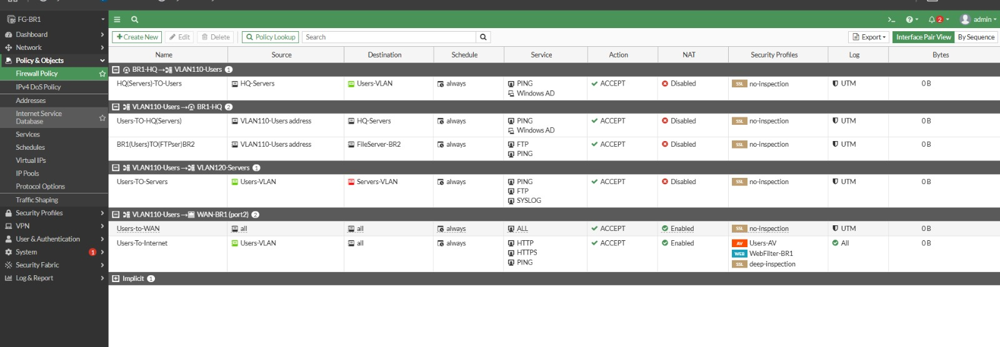 FG-BR1
2
admin
Dashboard
Network
Policy & Objects
Firewall Policy
IPv4 DoS Policy
Addresses
Internet Service
Database
Services
Schedules
Virtual IPs
IP Pools
Protocol Options
Traffic Shaping
Security Profiles
VPN
User & Authentication
System 1
Security Fabric
Log & Report
Create New Edit Delete Policy Lookup Search Export Interface Pair View By Sequence
Name Source Destination Schedule Service Action NAT Security Profiles Log Bytes
BR1-HQ → VLAN110-Users 1
HQ(Servers)-TO-Users HQ-Servers Users-VLAN always PING ACCEPT Disabled SSL no-inspection UTM 0 B
Windows AD
VLAN110-Users → BR1-HQ 2
Users-TO-HQ(Servers) VLAN110-Users address HQ-Servers always PING ACCEPT Disabled SSL no-inspection UTM 0 B
Windows AD
BR1(Users)TO(FTPser)BR2 VLAN110-Users address FIleServer-BR2 always FTP ACCEPT Disabled SSL no-inspection UTM 0 B
PING
VLAN110-Users → VLAN120-Servers 1
Users-TO-Servers Users-VLAN Servers-VLAN always PING ACCEPT Disabled SSL no-inspection UTM 0 B
FTP
SYSLOG
VLAN110-Users → WAN-BR1 (port2) 2
Users-to-WAN all all always ALL ACCEPT Enabled SSL no-inspection UTM 0 B
Users-To-Internet Users-VLAN all always HTTP ACCEPT Enabled AV Users-AV All 0 B
HTTPS WEB WebFilter-BR1
PING SSL deep-inspection
Implicit 1